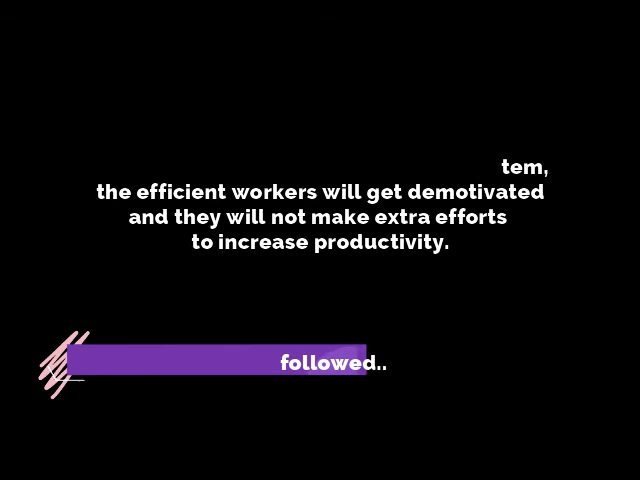 tem,
the efficient workers will get demotivated
and they will not make extra efforts
to increase productivity.
followed..